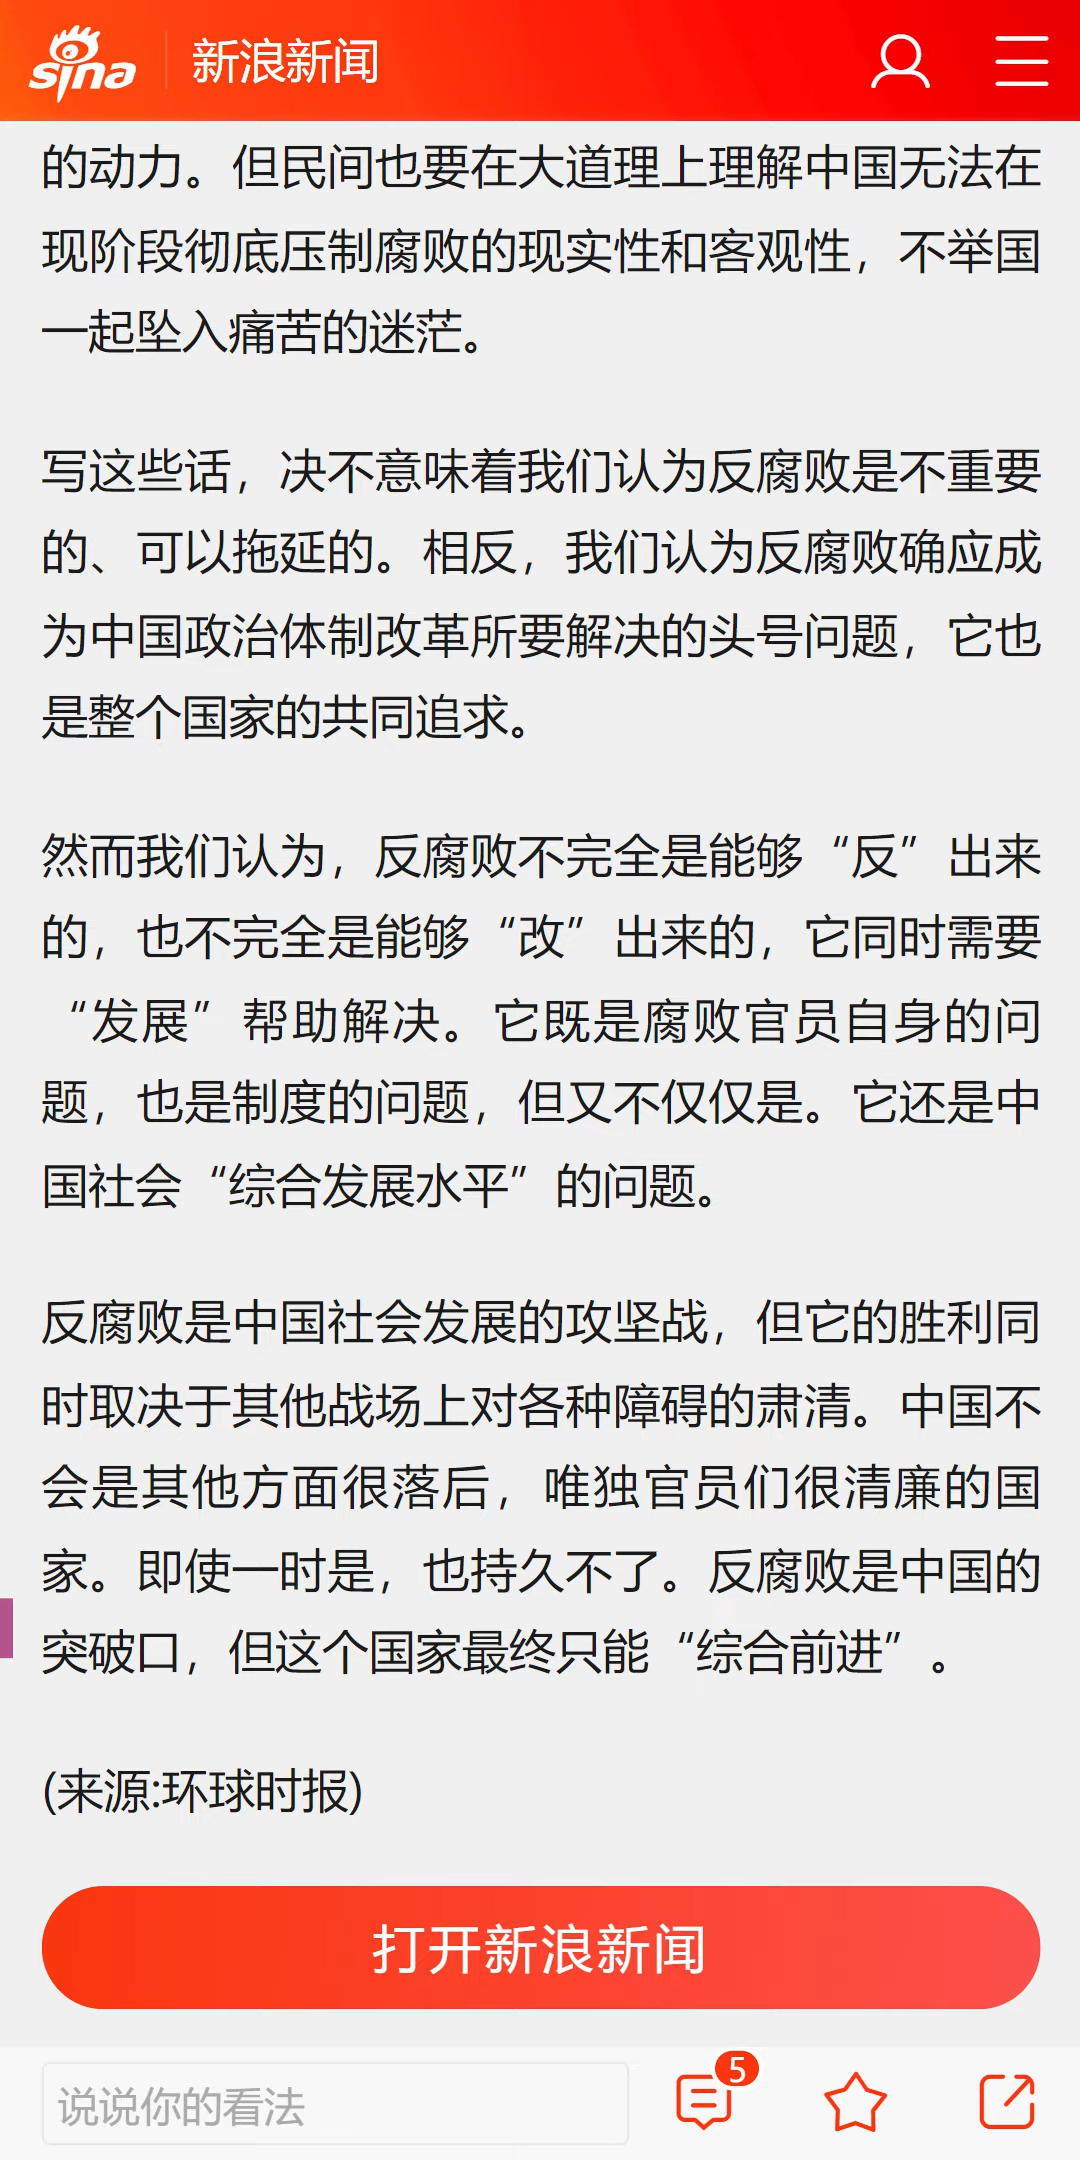 sina 新浪新闻
的动力。但民间也要在大道理上理解中国无法在
现阶段彻底压制腐败的现实性和客观性，不举国
一起坠入痛苦的迷茫。
写这些话，决不意味着我们认为反腐败是不重要
的、可以拖延的。相反，我们认为反腐败确应成
为中国政治体制改革所要解决的头号问题，它也
是整个国家的共同追求。
然而我们认为，反腐败不完全是能够“反”出来
的，也不完全是能够“改”出来的，它同时需要
“发展”帮助解决。它既是腐败官员自身的问
题，也是制度的问题，但又不仅仅是。它还是中
国社会“综合发展水平”的问题。
反腐败是中国社会发展的攻坚战，但它的胜利同
时取决于其他战场上对各种障碍的肃清。中国不
会是其他方面很落后，唯独官员们很清廉的国
家。即使一时是，也持久不了。反腐败是中国的
突破口，但这个国家最终只能“综合前进”。
(来源:环球时报)
打开新浪新闻
说说你的看法
5